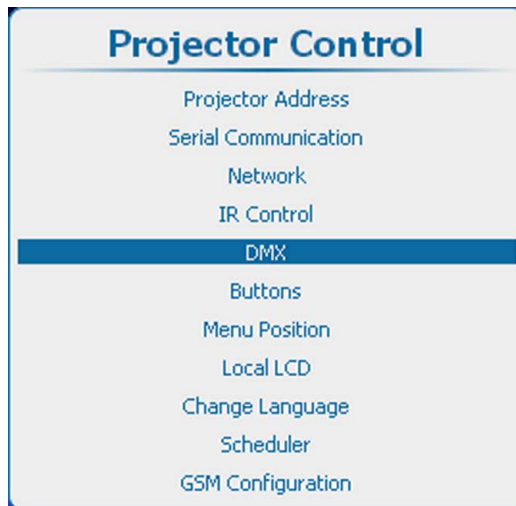 Projector Control
Projector Address
Serial Communication
Network
IR Control
DMX
Buttons
Menu Position
Local LCD
Change Language
Scheduler
GSM Configuration